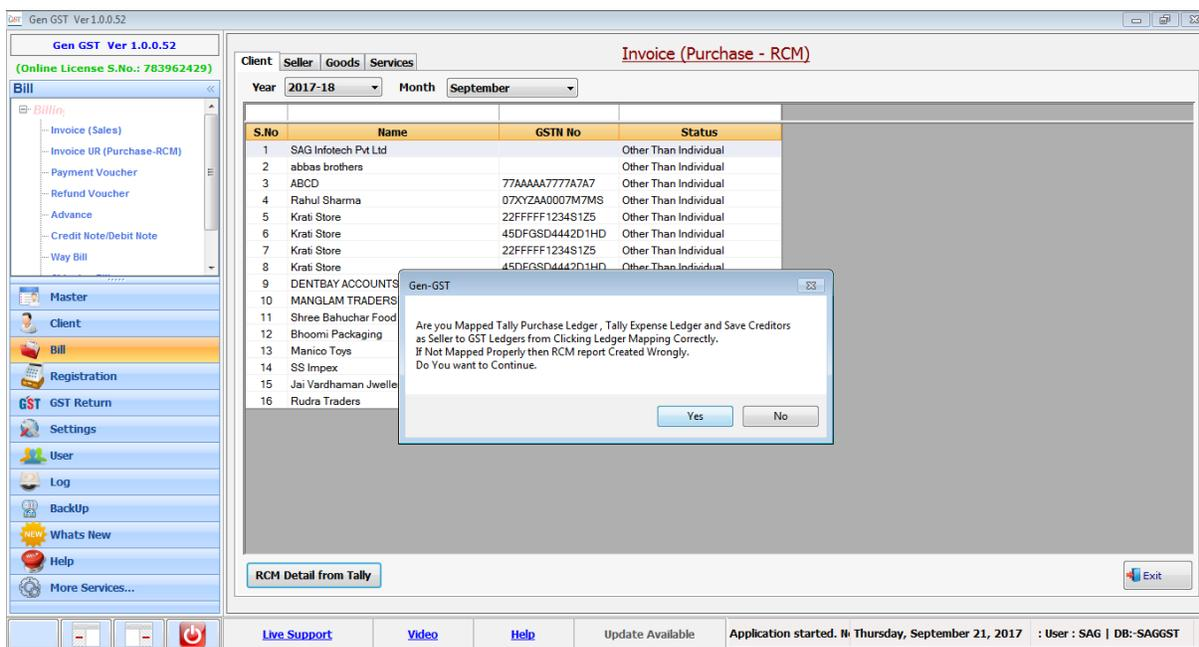 GST Gen GST Ver 1.0.0.52
Gen GST Ver 1.0.0.52
(Online License S.No.: 783962429)
Bill
Billing
Invoice (Sales)
Invoice UR (Purchase-RCM)
Payment Voucher
Refund Voucher
Advance
Credit Note/Debit Note
Way Bill
Master
Client
Bill
Registration
GST GST Return
Settings
User
Log
BackUp
NEW Whats New
Help
More Services...
Invoice (Purchase - RCM)
Client Seller Goods Services
Year 2017-18 Month September
S.No Name GSTN No Status
1 SAG Infotech Pvt Ltd Other Than Individual
2 abbas brothers Other Than Individual
3 ABCD 77AAAAA7777A7A7 Other Than Individual
4 Rahul Sharma 07XYZAA0007M7MS Other Than Individual
5 Krati Store 22FFFFF1234S1Z5 Other Than Individual
6 Krati Store 45DFGSD4442D1HD Other Than Individual
7 Krati Store 22FFFFF1234S1Z5 Other Than Individual
8 Krati Store 45DFGSD4442D1HD Other Than Individual
9 DENTBAY ACCOUNTS
10 MANGLAM TRADERS
11 Shree Bahuchar Food
12 Bhoomi Packaging
13 Manico Toys
14 SS Impex
15 Jai Vardhaman Jwelle
16 Rudra Traders
Gen-GST
Are you Mapped Tally Purchase Ledger , Tally Expense Ledger and Save Creditors
as Seller to GST Ledgers from Clicking Ledger Mapping Correctly.
If Not Mapped Properly then RCM report Created Wrongly.
Do You want to Continue.
Yes No
RCM Detail from Tally Exit
Live Support Video Help Update Available Application started. N Thursday, September 21, 2017 : User : SAG | DB:-SAGGST